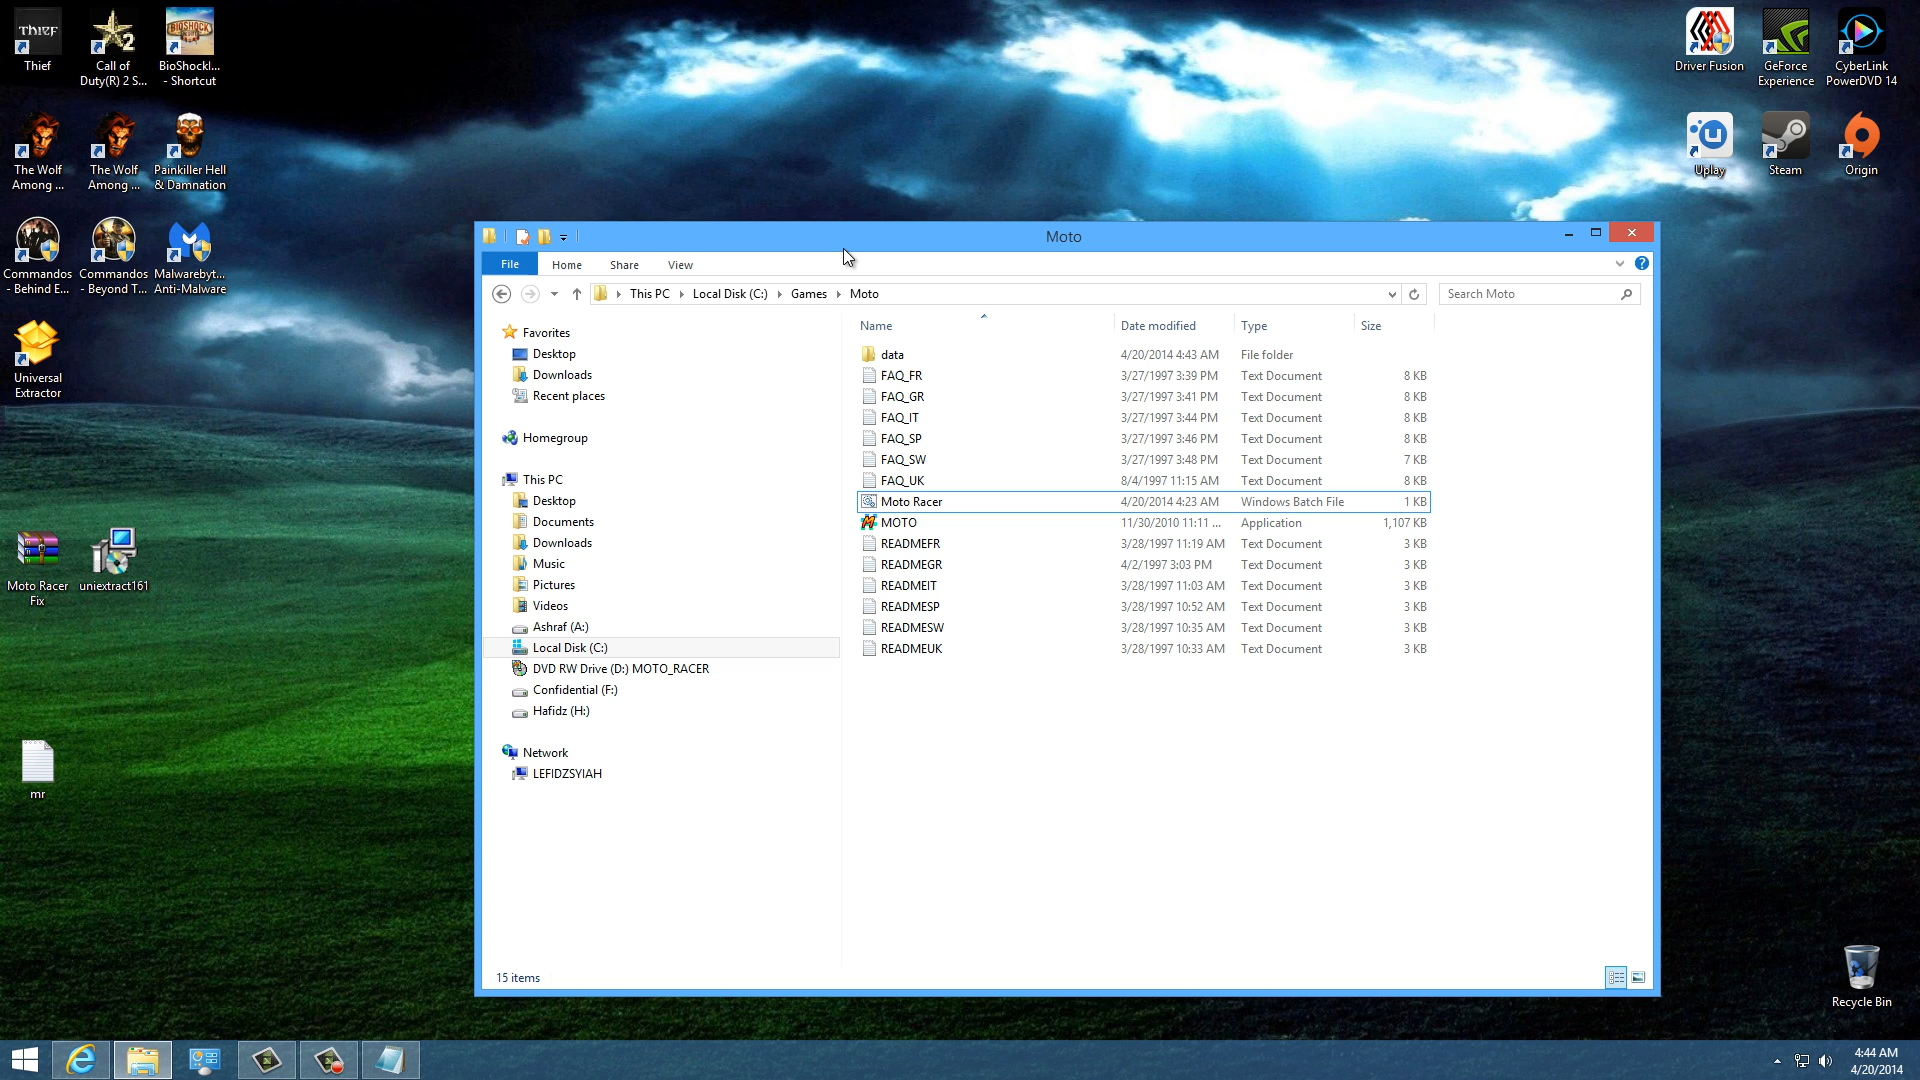 THIEF
Thief
2
Call of
Duty(R) 2 S...
BIOSHOCK
BioShockI...
- Shortcut
The Wolf
Among ...
The Wolf
Among ...
Painkiller Hell
& Damnation
Commandos
- Behind E...
Commandos
- Beyond T...
Malwarebyt...
Anti-Malware
Universal
Extractor
Moto Racer
Fix
uniextract161
mr
Driver Fusion
GeForce
Experience
CyberLink
PowerDVD 14
Uplay
Steam
Origin
Recycle Bin
Moto
File
Home
Share
View
This PC
Local Disk (C:)
Games
Moto
Search Moto
Favorites
Desktop
Downloads
Recent places
Homegroup
This PC
Desktop
Documents
Downloads
Music
Pictures
Videos
Ashraf (A:)
Local Disk (C:)
DVD RW Drive (D:) MOTO_RACER
Confidential (F:)
Hafidz (H:)
Network
LEFIDZSYIAH
Name Date modified Type Size
data 4/20/2014 4:43 AM File folder
FAQ_FR 3/27/1997 3:39 PM Text Document 8 KB
FAQ_GR 3/27/1997 3:41 PM Text Document 8 KB
FAQ_IT 3/27/1997 3:44 PM Text Document 8 KB
FAQ_SP 3/27/1997 3:46 PM Text Document 8 KB
FAQ_SW 3/27/1997 3:48 PM Text Document 7 KB
FAQ_UK 8/4/1997 11:15 AM Text Document 8 KB
Moto Racer 4/20/2014 4:23 AM Windows Batch File 1 KB
MOTO 11/30/2010 11:11 ... Application 1,107 KB
READMEFR 3/28/1997 11:19 AM Text Document 3 KB
READMEGR 4/2/1997 3:03 PM Text Document 3 KB
READMEIT 3/28/1997 11:03 AM Text Document 3 KB
READMESP 3/28/1997 10:52 AM Text Document 3 KB
READMESW 3/28/1997 10:35 AM Text Document 3 KB
READMEUK 3/28/1997 10:33 AM Text Document 3 KB
15 items
4:44 AM
4/20/2014